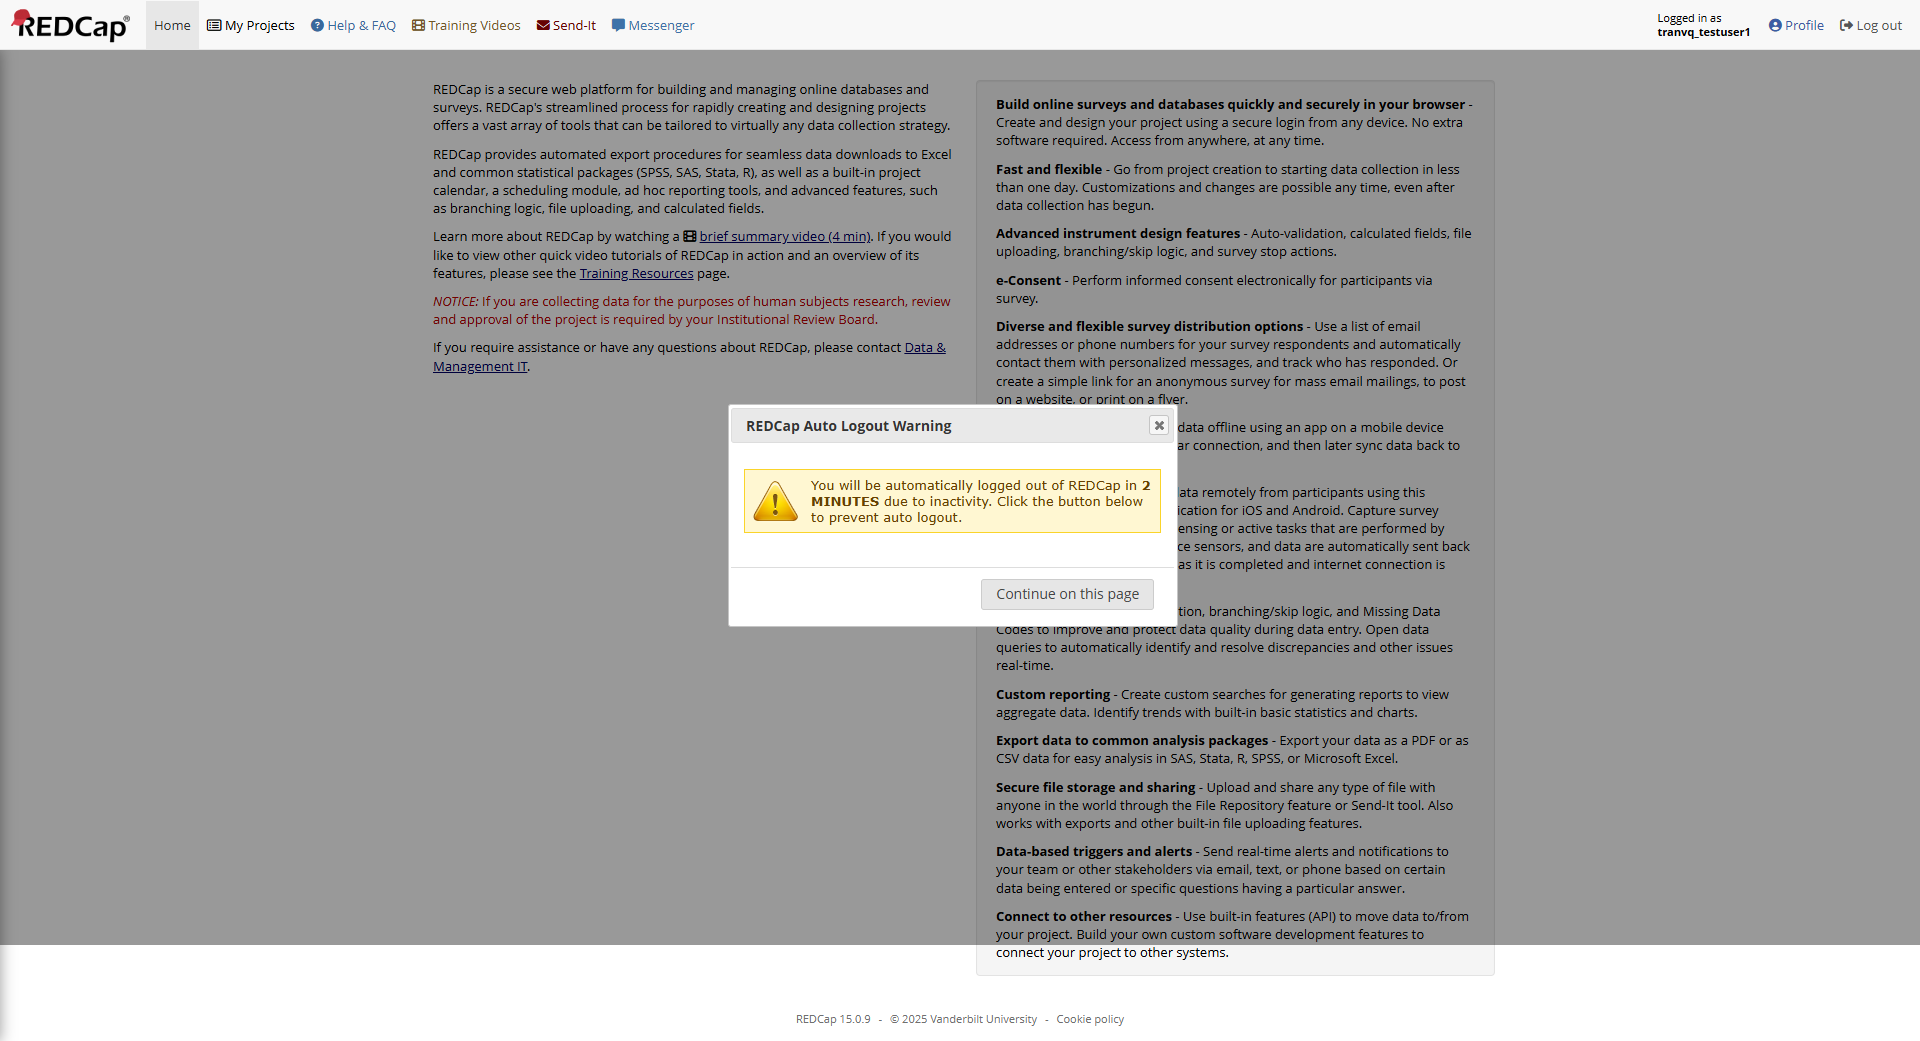 REDCap®
Home
My Projects
Help & FAQ
Training Videos
Send-It
Messenger
Logged in as
tranvq_testuser1
Profile
Log out
REDCap is a secure web platform for building and managing online databases and
surveys. REDCap's streamlined process for rapidly creating and designing projects
offers a vast array of tools that can be tailored to virtually any data collection strategy.
REDCap provides automated export procedures for seamless data downloads to Excel
and common statistical packages (SPSS, SAS, Stata, R), as well as a built-in project
calendar, a scheduling module, ad hoc reporting tools, and advanced features, such
as branching logic, file uploading, and calculated fields.
Learn more about REDCap by watching a brief summary video (4 min). If you would
like to view other quick video tutorials of REDCap in action and an overview of its
features, please see the Training Resources page.
NOTICE: If you are collecting data for the purposes of human subjects research, review
and approval of the project is required by your Institutional Review Board.
If you require assistance or have any questions about REDCap, please contact Data &
Management IT.
Build online surveys and databases quickly and securely in your browser -
Create and design your project using a secure login from any device. No extra
software required. Access from anywhere, at any time.
Fast and flexible - Go from project creation to starting data collection in less
than one day. Customizations and changes are possible any time, even after
data collection has begun.
Advanced instrument design features - Auto-validation, calculated fields, file
uploading, branching/skip logic, and survey stop actions.
e-Consent - Perform informed consent electronically for participants via
survey.
Diverse and flexible survey distribution options - Use a list of email
addresses or phone numbers for your survey respondents and automatically
contact them with personalized messages, and track who has responded. Or
create a simple link for an anonymous survey for mass email mailings, to post
on a website, or print on a flyer.
data offline using an app on a mobile device
ar connection, and then later sync data back to
ata remotely from participants using this
ication for iOS and Android. Capture survey
ensing or active tasks that are performed by
ce sensors, and data are automatically sent back
as it is completed and internet connection is
tion, branching/skip logic, and Missing Data
Codes to improve and protect data quality during data entry. Open data
queries to automatically identify and resolve discrepancies and other issues
real-time.
Custom reporting - Create custom searches for generating reports to view
aggregate data. Identify trends with built-in basic statistics and charts.
Export data to common analysis packages - Export your data as a PDF or as
CSV data for easy analysis in SAS, Stata, R, SPSS, or Microsoft Excel.
Secure file storage and sharing - Upload and share any type of file with
anyone in the world through the File Repository feature or Send-It tool. Also
works with exports and other built-in file uploading features.
Data-based triggers and alerts - Send real-time alerts and notifications to
your team or other stakeholders via email, text, or phone based on certain
data being entered or specific questions having a particular answer.
Connect to other resources - Use built-in features (API) to move data to/from
your project. Build your own custom software development features to
connect your project to other systems.
REDCap Auto Logout Warning
You will be automatically logged out of REDCap in 2
MINUTES due to inactivity. Click the button below
to prevent auto logout.
Continue on this page
REDCap 15.0.9 - © 2025 Vanderbilt University - Cookie policy